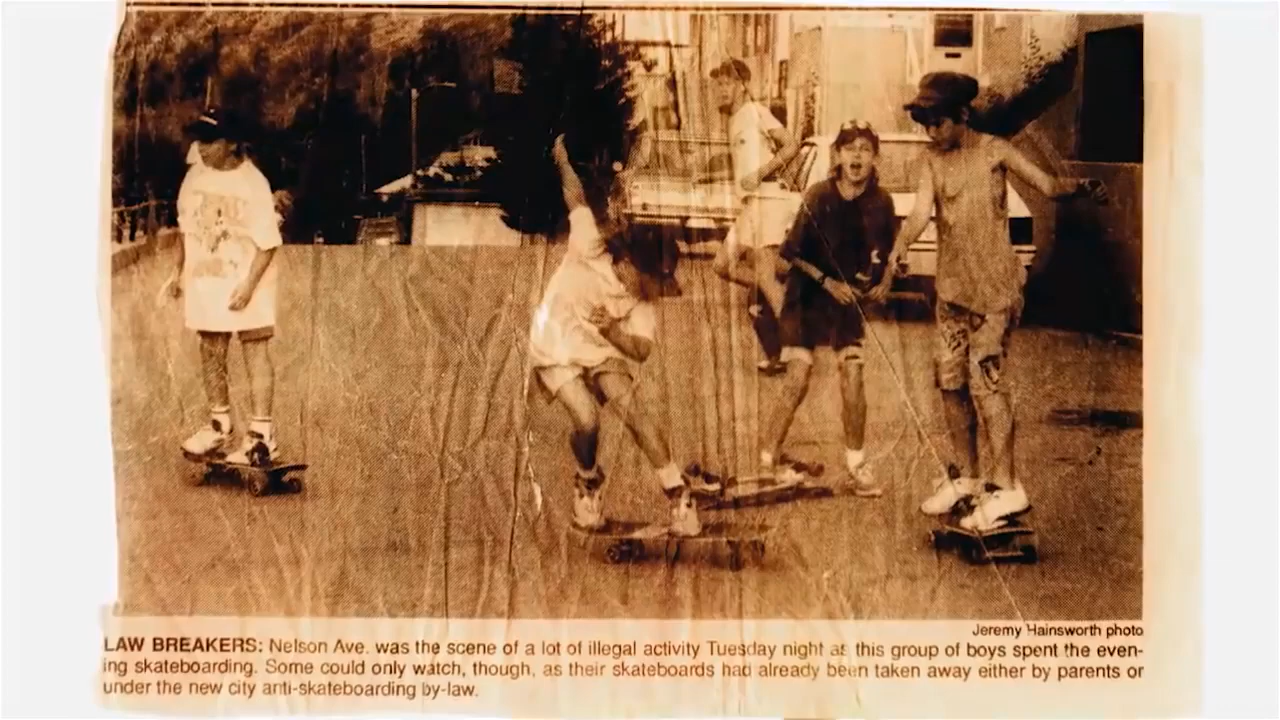 Jeremy Hainsworth photo
LAW BREAKERS: Nelson Ave. was the scene of a lot of illegal activity Tuesday night as this group of boys spent the even-
ing skateboarding. Some could only watch, though, as their skateboards had already been taken away either by parents or
under the new city anti-skateboarding by-law.